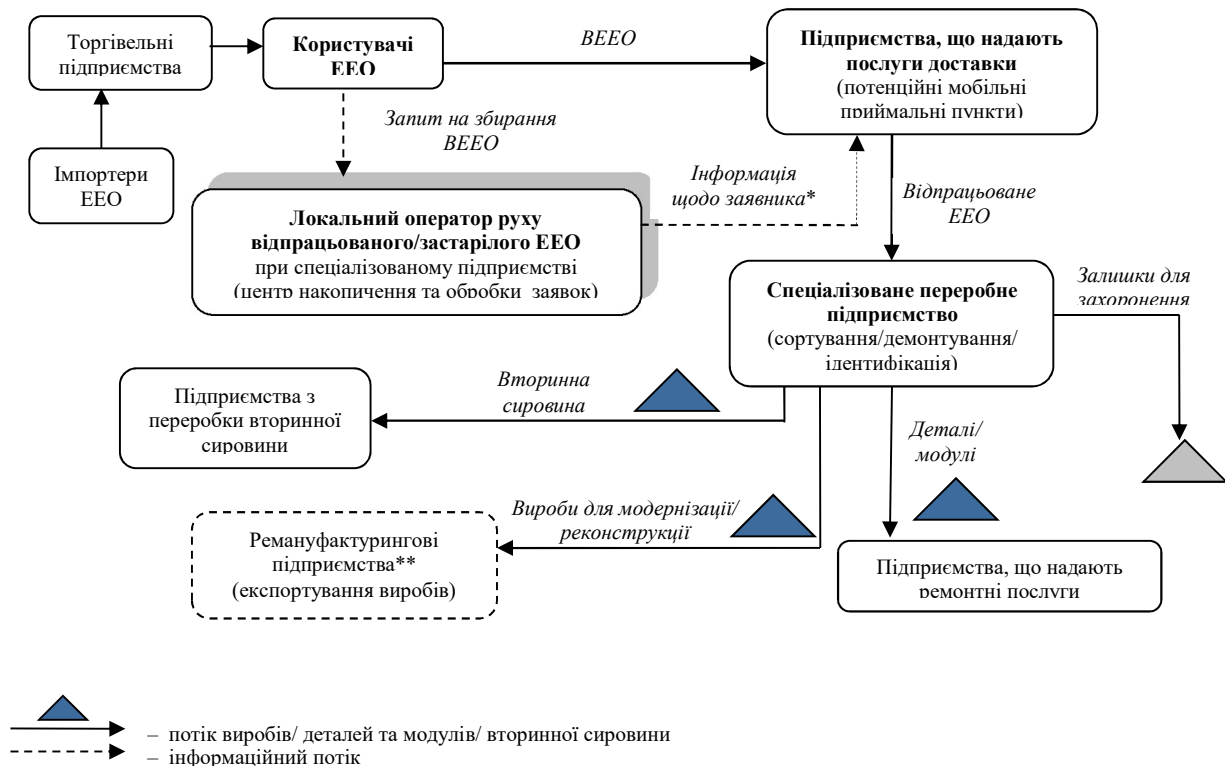 Торгівельні
підприємства
Користувачі
ЕЕО
ВЕЕО
Підприємства, що надають
послуги доставки
(потенційні мобільні
приймальні пункти)
Запит на збирання
ВЕЕО
Імпортери
ЕЕО
Інформація
щодо заявника*
Відпрацьоване
ЕЕО
Локальний оператор руху
відпрацьованого/застарілого ЕЕО
при спеціалізованому підприємстві
(центр накопичення та обробки заявок)
Спеціалізоване переробне
підприємство
(сортування/демонтування/
ідентифікація)
Залишки для
захоронення
Вторинна
сировина
Підприємства з
переробки вторинної
сировини
Деталі/
модулі
Вироби для модернізації/
реконструкції
Ремануфактурингові
підприємства**
(експортування виробів)
Підприємства, що надають
ремонтні послуги
– потік виробів/ деталей та модулів/ вторинної сировини
– інформаційний потік